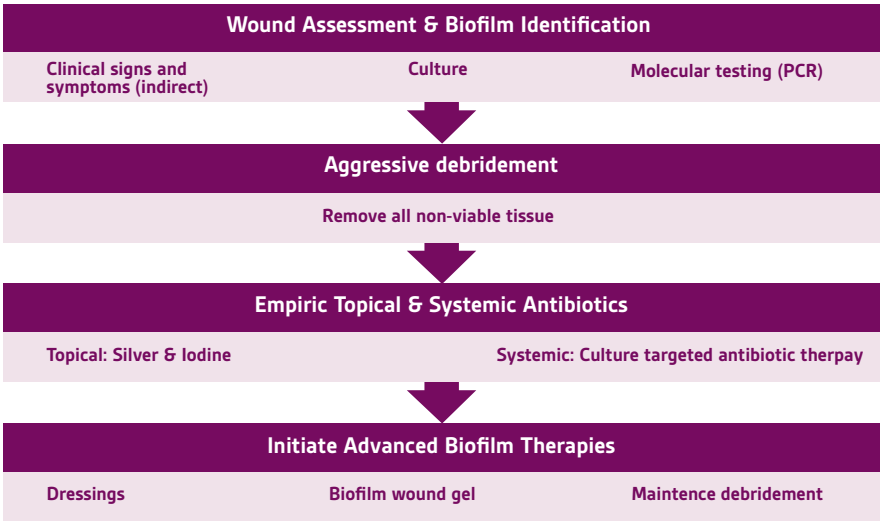 Wound Assessment & Biofilm Identification
Clinical signs and
symptoms (indirect)
Culture
Molecular testing (PCR)
Aggressive debridement
Remove all non-viable tissue
Empiric Topical & Systemic Antibiotics
Topical: Silver & Iodine
Systemic: Culture targeted antibiotic therpay
Initiate Advanced Biofilm Therapies
Dressings
Biofilm wound gel
Maintence debridement